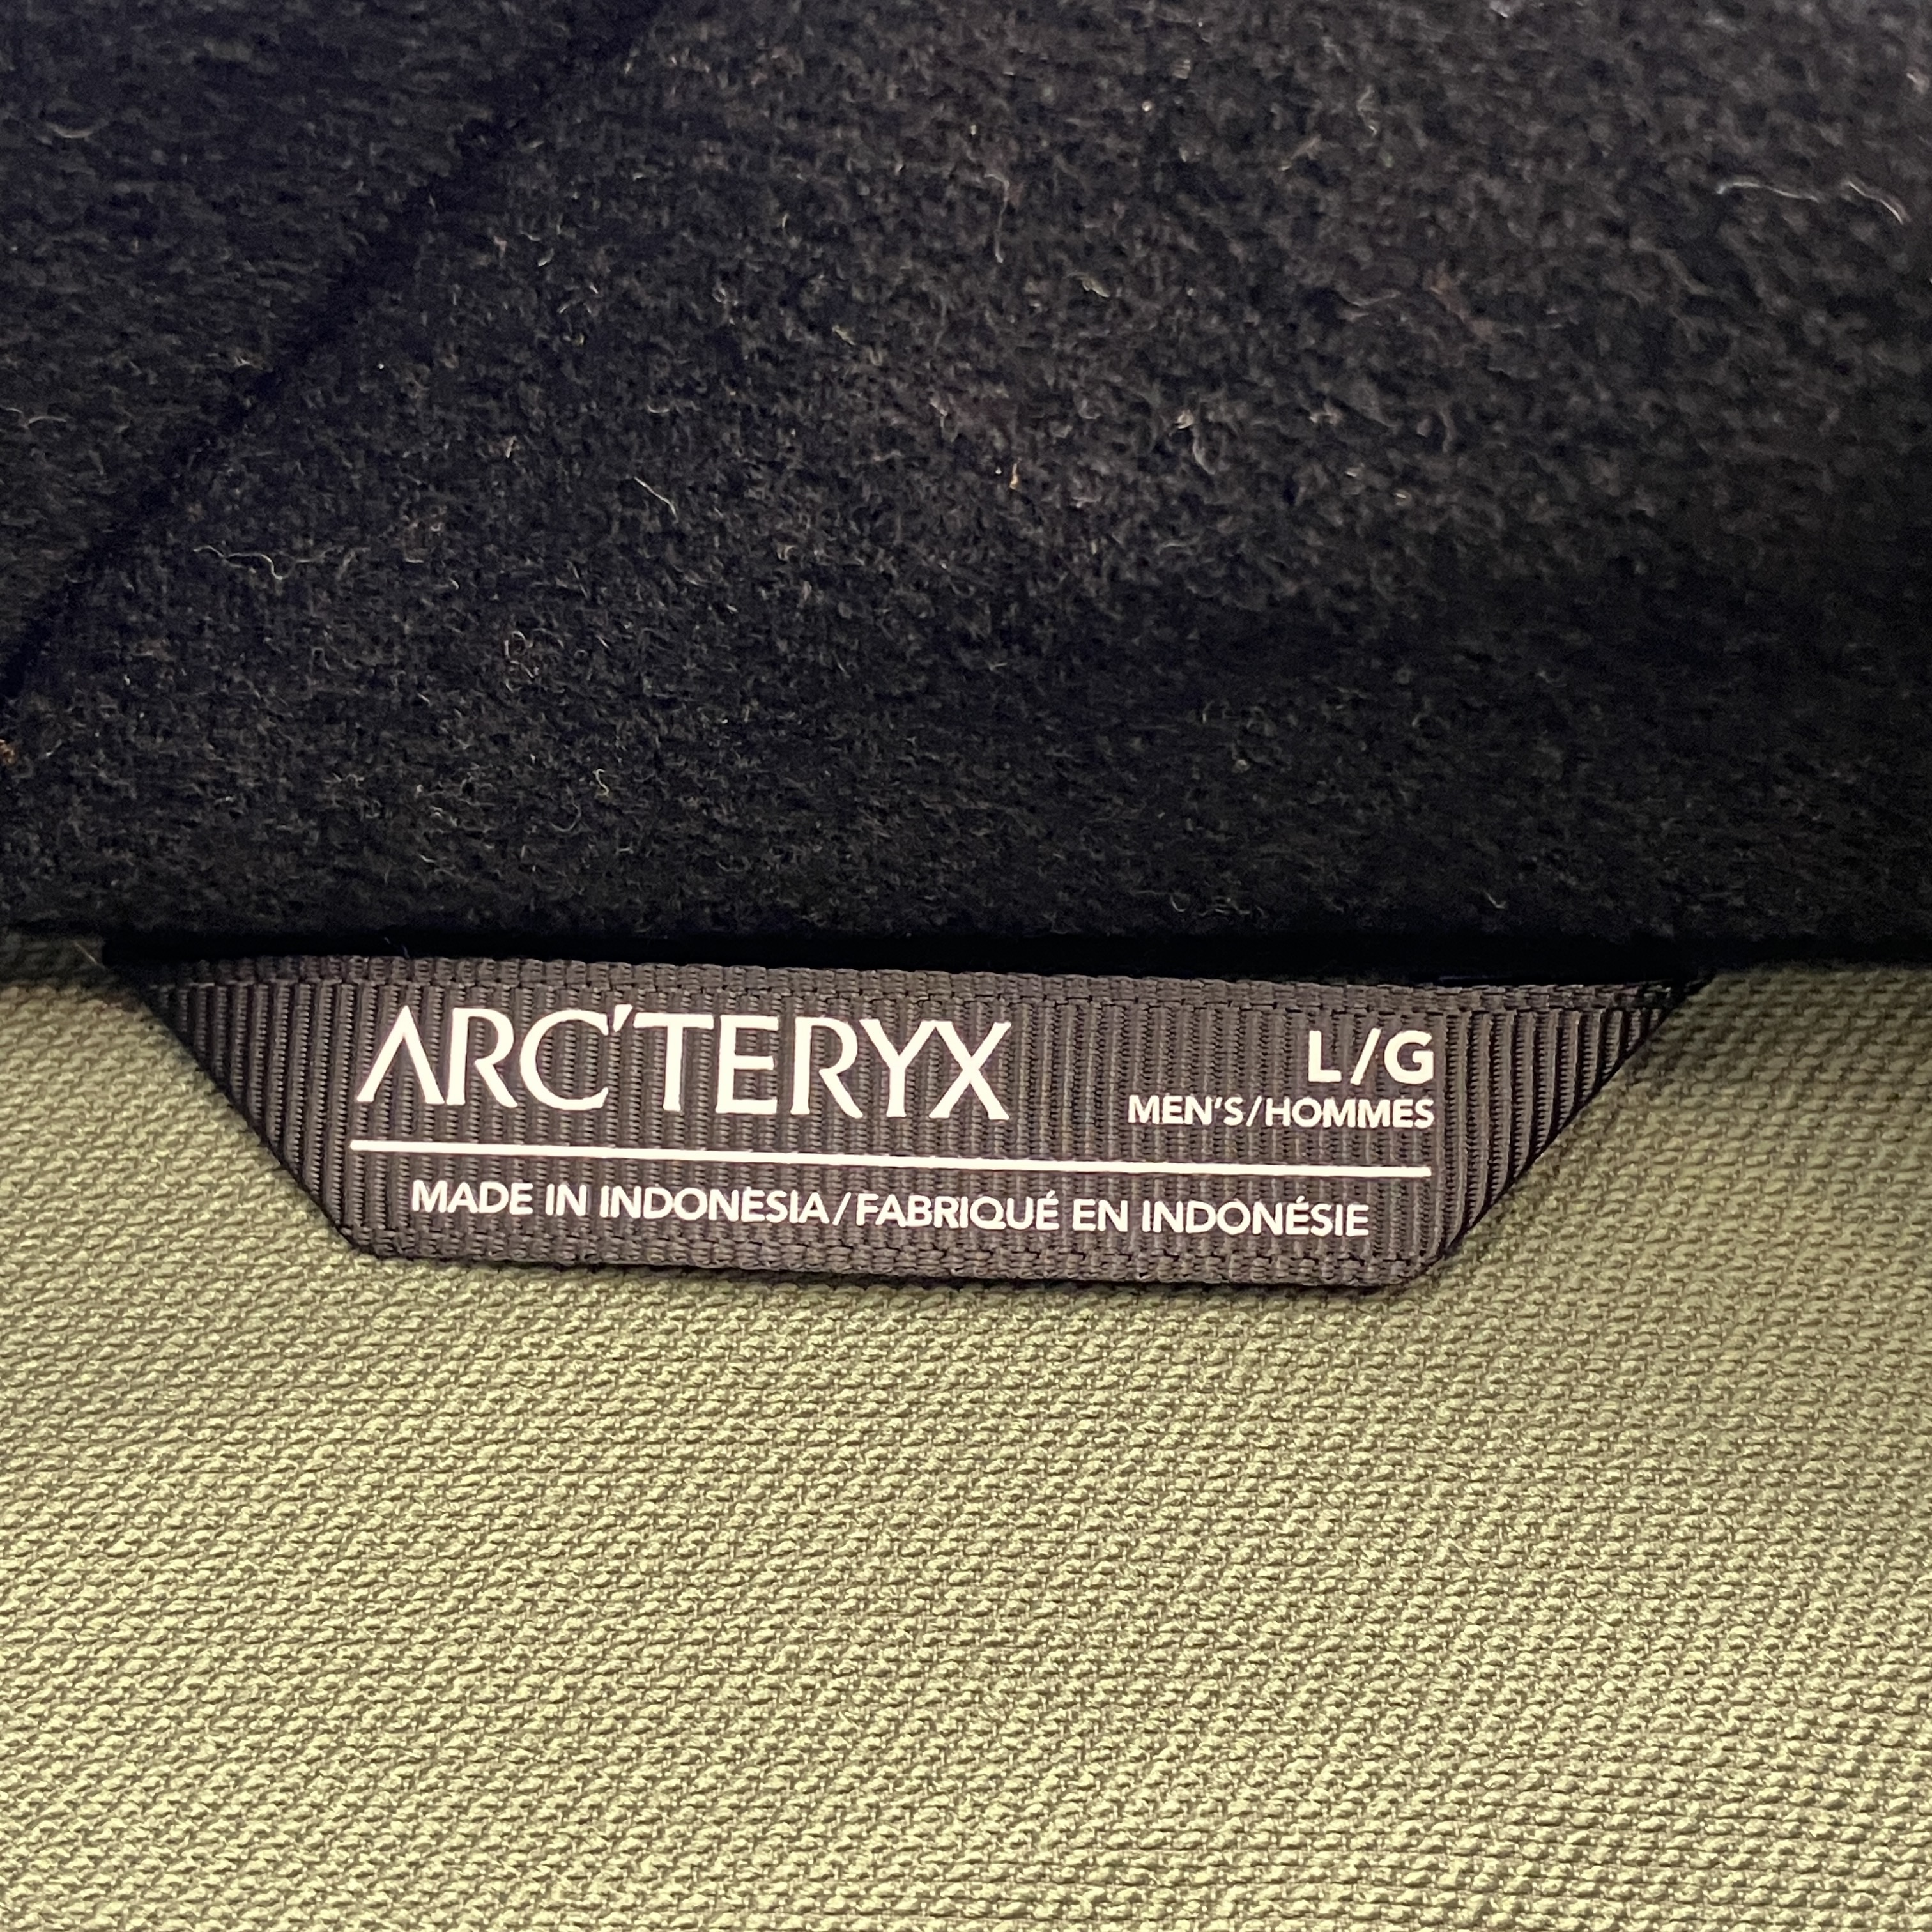 ARC'TERYX
L/G
MEN'S/HOMMES
MADE IN INDONESIA/FABRIQUÉ EN INDONÉSIE